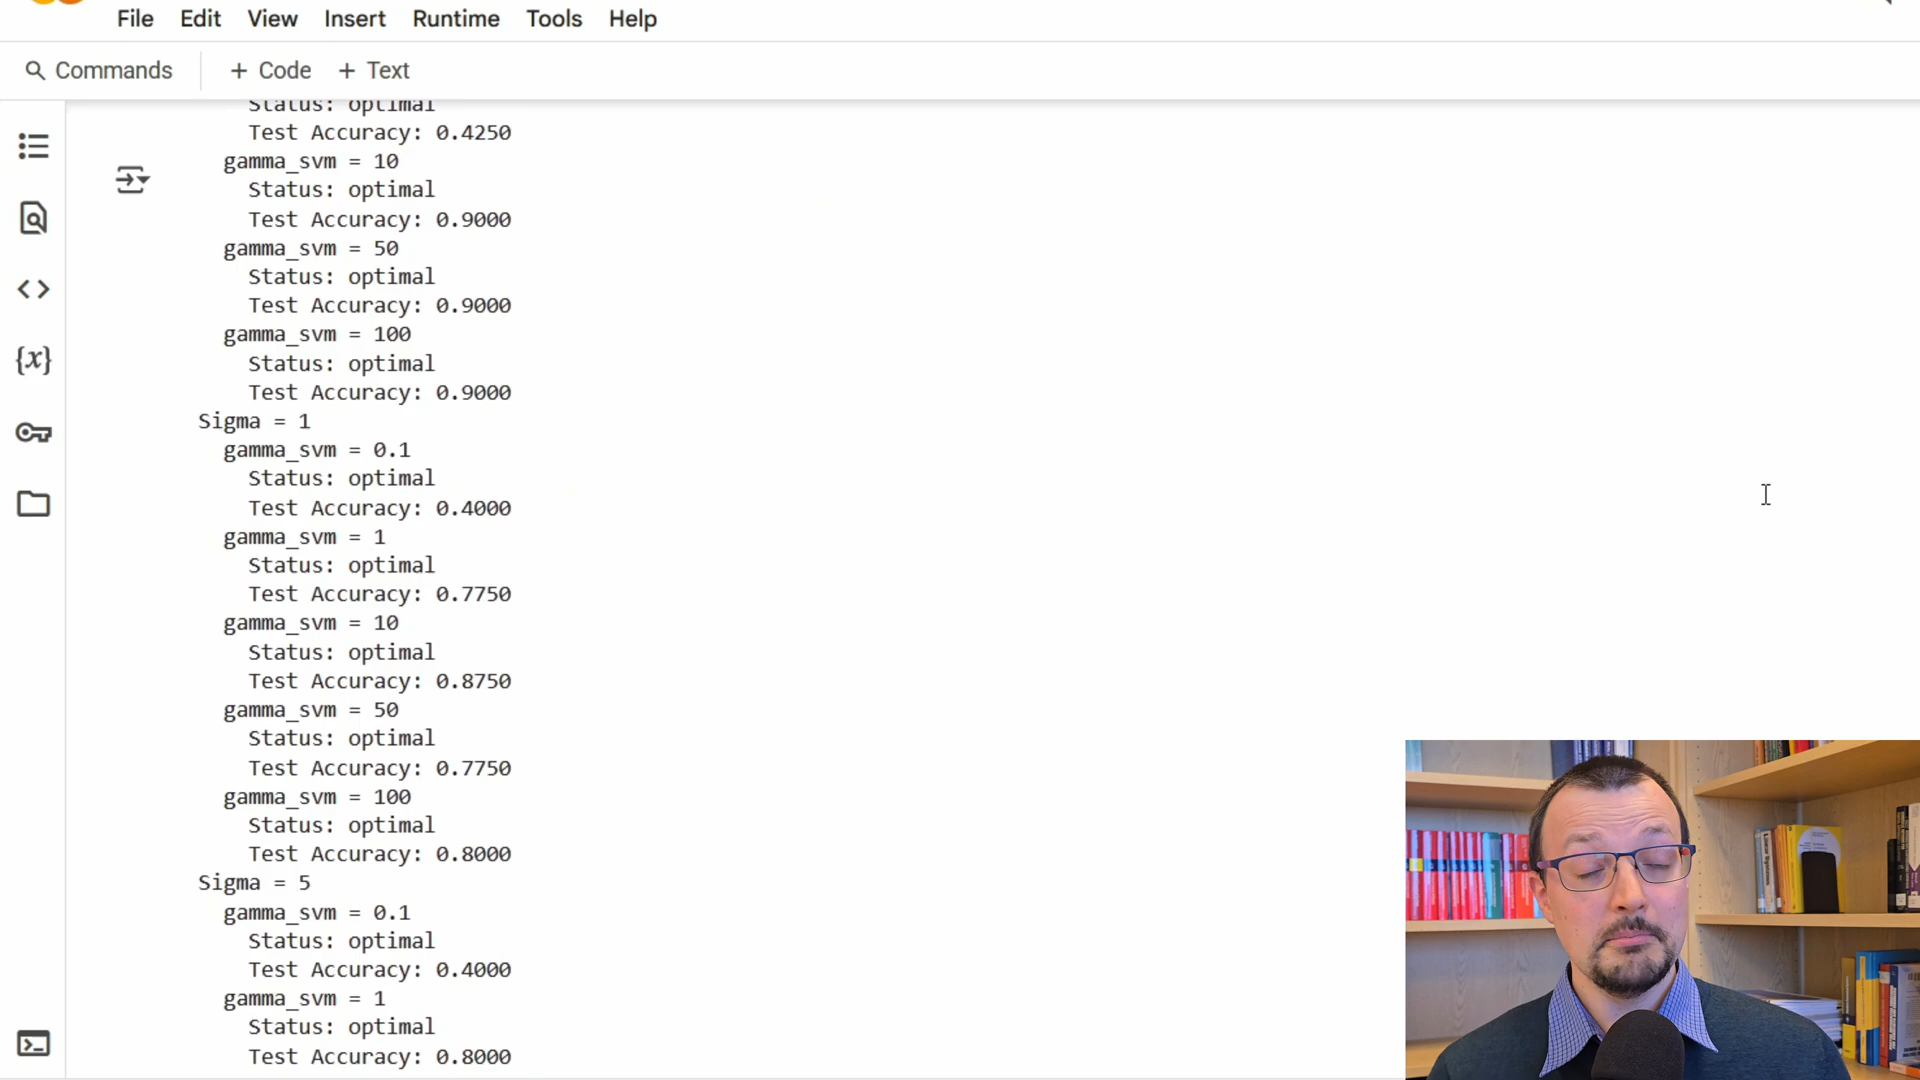 File Edit View Insert Runtime Tools Help
Commands + Code + Text
Status: optimal
Test Accuracy: 0.4250
gamma_svm = 10
Status: optimal
Test Accuracy: 0.9000
gamma_svm = 50
Status: optimal
Test Accuracy: 0.9000
gamma_svm = 100
Status: optimal
Test Accuracy: 0.9000
Sigma = 1
gamma_svm = 0.1
Status: optimal
Test Accuracy: 0.4000
gamma_svm = 1
Status: optimal
Test Accuracy: 0.7750
gamma_svm = 10
Status: optimal
Test Accuracy: 0.8750
gamma_svm = 50
Status: optimal
Test Accuracy: 0.7750
gamma_svm = 100
Status: optimal
Test Accuracy: 0.8000
Sigma = 5
gamma_svm = 0.1
Status: optimal
Test Accuracy: 0.4000
gamma_svm = 1
Status: optimal
Test Accuracy: 0.8000